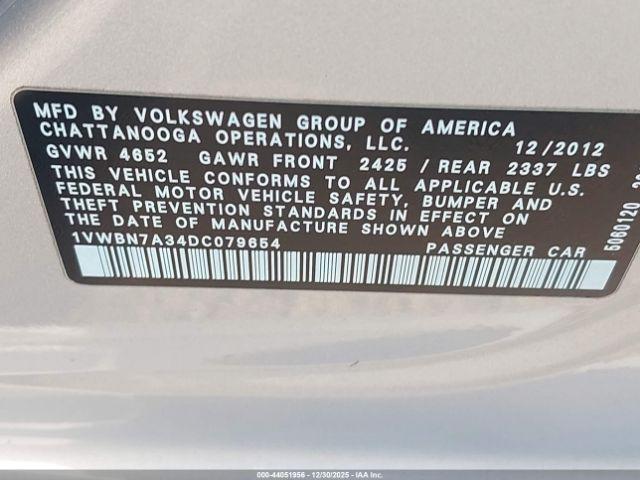 MFD BY VOLKSWAGEN GROUP OF AMERICA
CHATTANOOGA OPERATIONS, LLC. 12/2012
GVWR 4652 GAWR FRONT 2425 / REAR 2337 LBS
THIS VEHICLE CONFORMS TO ALL APPLICABLE U.S.
FEDERAL MOTOR VEHICLE SAFETY, BUMPER AND
THEFT PREVENTION STANDARDS IN EFFECT ON
THE DATE OF MANUFACTURE SHOWN ABOVE
1VWBN7A34DC079654 PASSENGER CAR
9060120
000-44051956 - 12/30/2025 - IAA